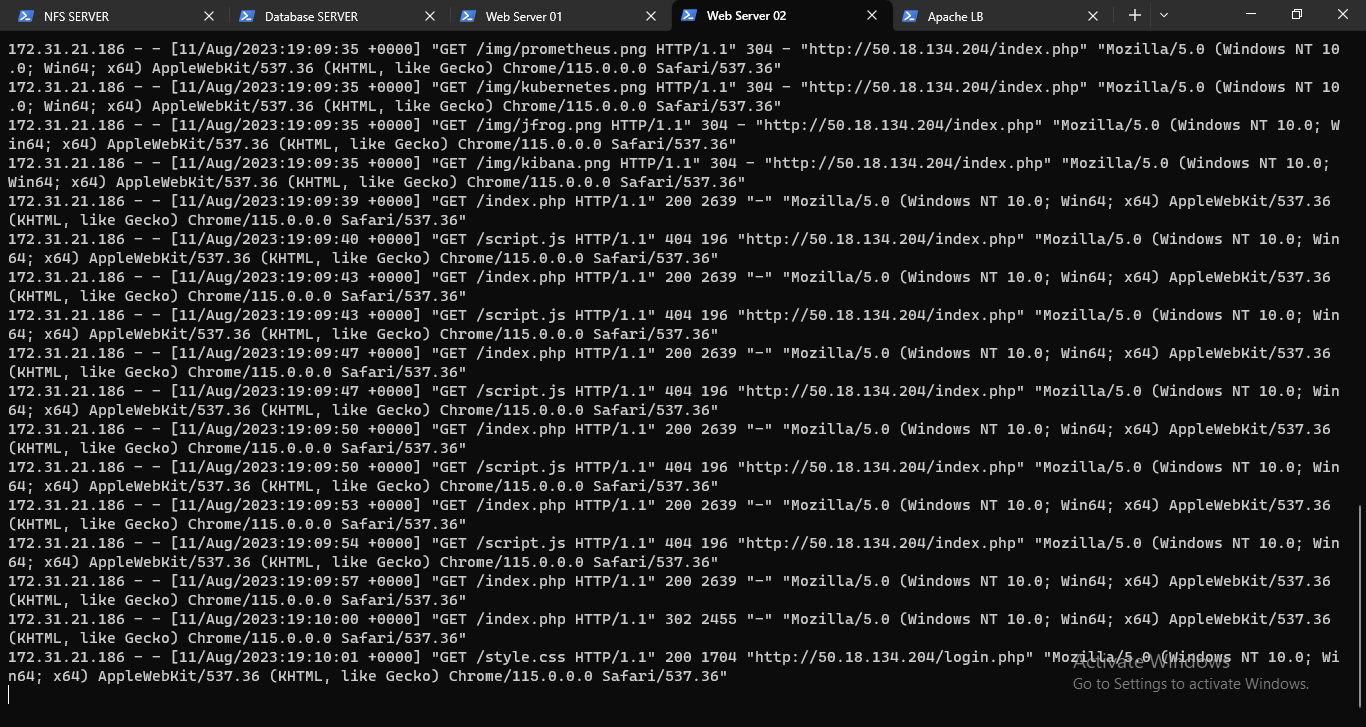 NFS SERVER
Database SERVER
Web Server 01
Web Server 02
Apache LB
172.31.21.186 - - [11/Aug/2023:19:09:35 +0000] "GET /img/prometheus.png HTTP/1.1" 304 - "http://50.18.134.204/index.php" "Mozilla/5.0 (Windows NT 10
.0; Win64; x64) AppleWebKit/537.36 (KHTML, like Gecko) Chrome/115.0.0.0 Safari/537.36"
172.31.21.186 - - [11/Aug/2023:19:09:35 +0000] "GET /img/kubernetes.png HTTP/1.1" 304 - "http://50.18.134.204/index.php" "Mozilla/5.0 (Windows NT 10
.0; Win64; x64) AppleWebKit/537.36 (KHTML, like Gecko) Chrome/115.0.0.0 Safari/537.36"
172.31.21.186 - - [11/Aug/2023:19:09:35 +0000] "GET /img/jfrog.png HTTP/1.1" 304 - "http://50.18.134.204/index.php" "Mozilla/5.0 (Windows NT 10.0; W
in64; x64) AppleWebKit/537.36 (KHTML, like Gecko) Chrome/115.0.0.0 Safari/537.36"
172.31.21.186 - - [11/Aug/2023:19:09:35 +0000] "GET /img/kibana.png HTTP/1.1" 304 - "http://50.18.134.204/index.php" "Mozilla/5.0 (Windows NT 10.0;
Win64; x64) AppleWebKit/537.36 (KHTML, like Gecko) Chrome/115.0.0.0 Safari/537.36"
172.31.21.186 - - [11/Aug/2023:19:09:39 +0000] "GET /index.php HTTP/1.1" 200 2639 "-" "Mozilla/5.0 (Windows NT 10.0; Win64; x64) AppleWebKit/537.36
(KHTML, like Gecko) Chrome/115.0.0.0 Safari/537.36"
172.31.21.186 - - [11/Aug/2023:19:09:40 +0000] "GET /script.js HTTP/1.1" 404 196 "http://50.18.134.204/index.php" "Mozilla/5.0 (Windows NT 10.0; Win
64; x64) AppleWebKit/537.36 (KHTML, like Gecko) Chrome/115.0.0.0 Safari/537.36"
172.31.21.186 - - [11/Aug/2023:19:09:43 +0000] "GET /index.php HTTP/1.1" 200 2639 "-" "Mozilla/5.0 (Windows NT 10.0; Win64; x64) AppleWebKit/537.36
(KHTML, like Gecko) Chrome/115.0.0.0 Safari/537.36"
172.31.21.186 - - [11/Aug/2023:19:09:43 +0000] "GET /script.js HTTP/1.1" 404 196 "http://50.18.134.204/index.php" "Mozilla/5.0 (Windows NT 10.0; Win
64; x64) AppleWebKit/537.36 (KHTML, like Gecko) Chrome/115.0.0.0 Safari/537.36"
172.31.21.186 - - [11/Aug/2023:19:09:47 +0000] "GET /index.php HTTP/1.1" 200 2639 "-" "Mozilla/5.0 (Windows NT 10.0; Win64; x64) AppleWebKit/537.36
(KHTML, like Gecko) Chrome/115.0.0.0 Safari/537.36"
172.31.21.186 - - [11/Aug/2023:19:09:47 +0000] "GET /script.js HTTP/1.1" 404 196 "http://50.18.134.204/index.php" "Mozilla/5.0 (Windows NT 10.0; Win
64; x64) AppleWebKit/537.36 (KHTML, like Gecko) Chrome/115.0.0.0 Safari/537.36"
172.31.21.186 - - [11/Aug/2023:19:09:50 +0000] "GET /index.php HTTP/1.1" 200 2639 "-" "Mozilla/5.0 (Windows NT 10.0; Win64; x64) AppleWebKit/537.36
(KHTML, like Gecko) Chrome/115.0.0.0 Safari/537.36"
172.31.21.186 - - [11/Aug/2023:19:09:50 +0000] "GET /script.js HTTP/1.1" 404 196 "http://50.18.134.204/index.php" "Mozilla/5.0 (Windows NT 10.0; Win
64; x64) AppleWebKit/537.36 (KHTML, like Gecko) Chrome/115.0.0.0 Safari/537.36"
172.31.21.186 - - [11/Aug/2023:19:09:53 +0000] "GET /index.php HTTP/1.1" 200 2639 "-" "Mozilla/5.0 (Windows NT 10.0; Win64; x64) AppleWebKit/537.36
(KHTML, like Gecko) Chrome/115.0.0.0 Safari/537.36"
172.31.21.186 - - [11/Aug/2023:19:09:54 +0000] "GET /script.js HTTP/1.1" 404 196 "http://50.18.134.204/index.php" "Mozilla/5.0 (Windows NT 10.0; Win
64; x64) AppleWebKit/537.36 (KHTML, like Gecko) Chrome/115.0.0.0 Safari/537.36"
172.31.21.186 - - [11/Aug/2023:19:09:57 +0000] "GET /index.php HTTP/1.1" 200 2639 "-" "Mozilla/5.0 (Windows NT 10.0; Win64; x64) AppleWebKit/537.36
(KHTML, like Gecko) Chrome/115.0.0.0 Safari/537.36"
172.31.21.186 - - [11/Aug/2023:19:10:00 +0000] "GET /index.php HTTP/1.1" 302 2455 "-" "Mozilla/5.0 (Windows NT 10.0; Win64; x64) AppleWebKit/537.36
(KHTML, like Gecko) Chrome/115.0.0.0 Safari/537.36"
172.31.21.186 - - [11/Aug/2023:19:10:01 +0000] "GET /style.css HTTP/1.1" 200 1704 "http://50.18.134.204/login.php" "Mozilla/5.0 (Windows NT 10.0; Wi
n64; x64) AppleWebKit/537.36 (KHTML, like Gecko) Chrome/115.0.0.0 Safari/537.36"
Activate Windows
Go to Settings to activate Windows.